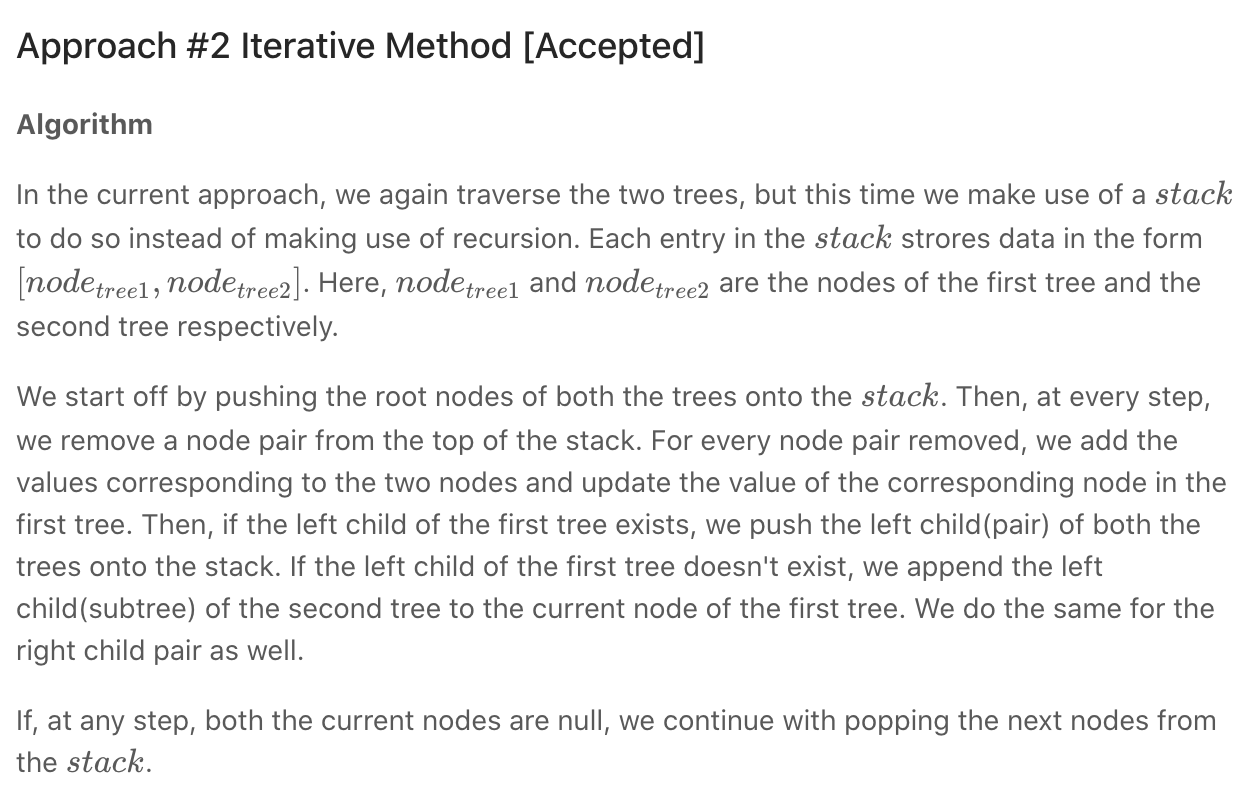 Approach #2 Iterative Method [Accepted]
Algorithm
In the current approach, we again traverse the two trees, but this time we make use of a stack
to do so instead of making use of recursion. Each entry in the stack strores data in the form
[node_{tree1}, node_{tree2}]. Here, node_{tree1} and node_{tree2} are the nodes of the first tree and the
second tree respectively.
We start off by pushing the root nodes of both the trees onto the stack. Then, at every step,
we remove a node pair from the top of the stack. For every node pair removed, we add the
values corresponding to the two nodes and update the value of the corresponding node in the
first tree. Then, if the left child of the first tree exists, we push the left child(pair) of both the
trees onto the stack. If the left child of the first tree doesn't exist, we append the left
child(subtree) of the second tree to the current node of the first tree. We do the same for the
right child pair as well.
If, at any step, both the current nodes are null, we continue with popping the next nodes from
the stack.